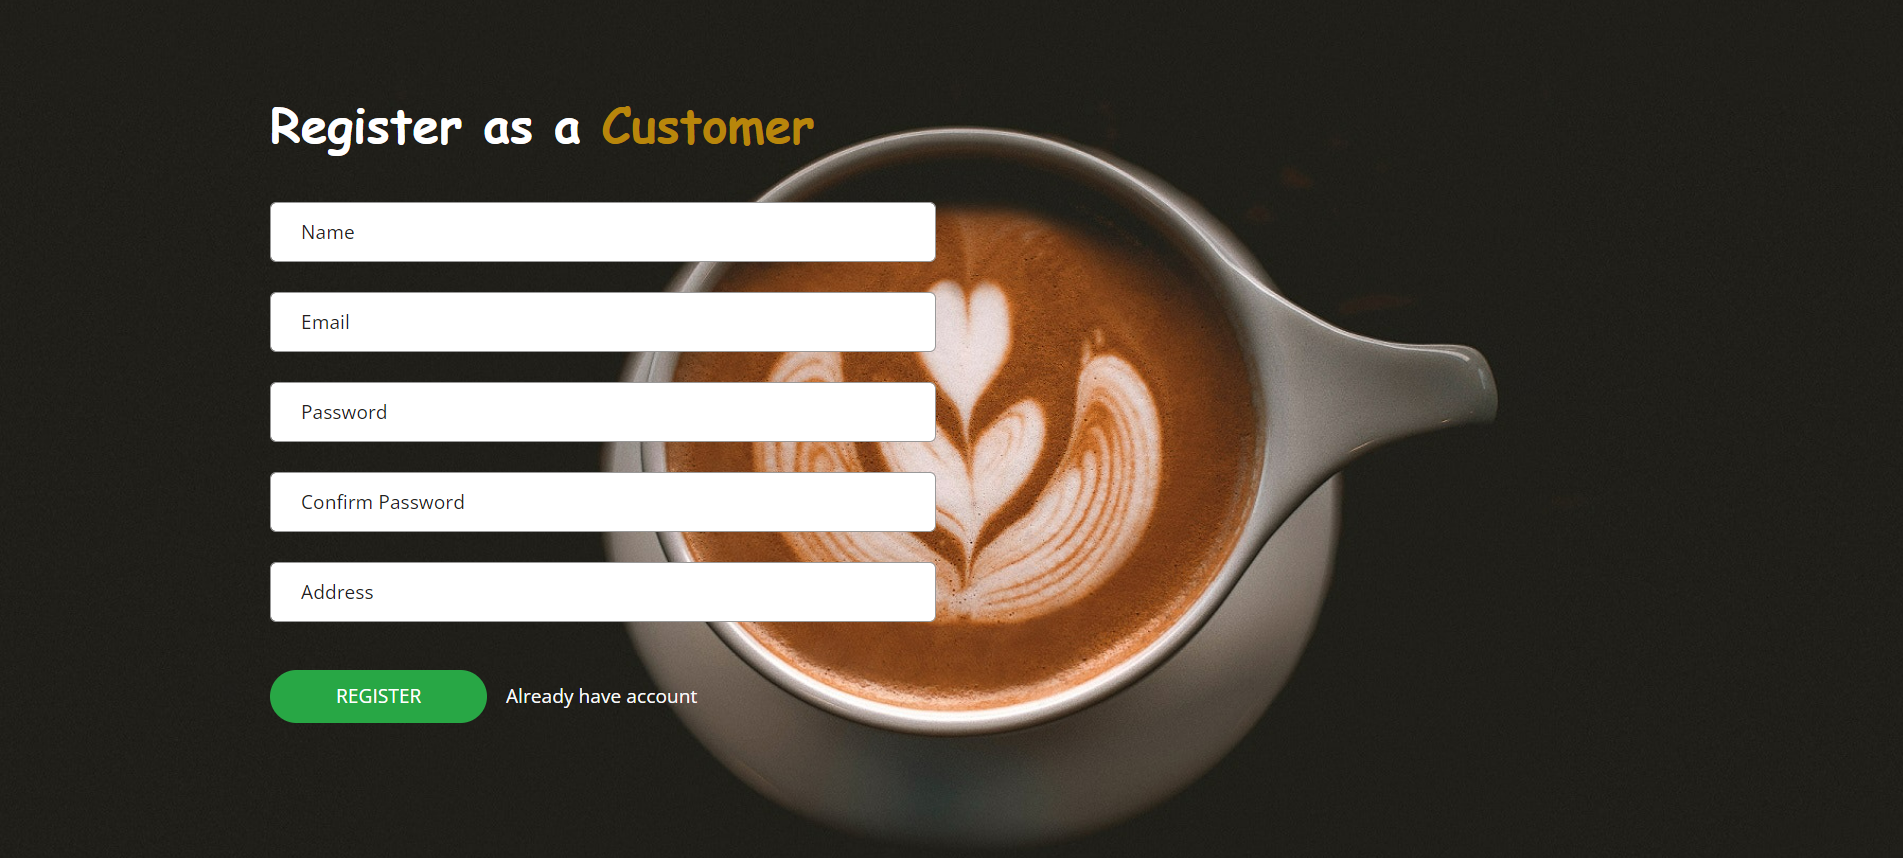 Register as a Customer
Name
Email
Password
Confirm Password
Address
REGISTER Already have account